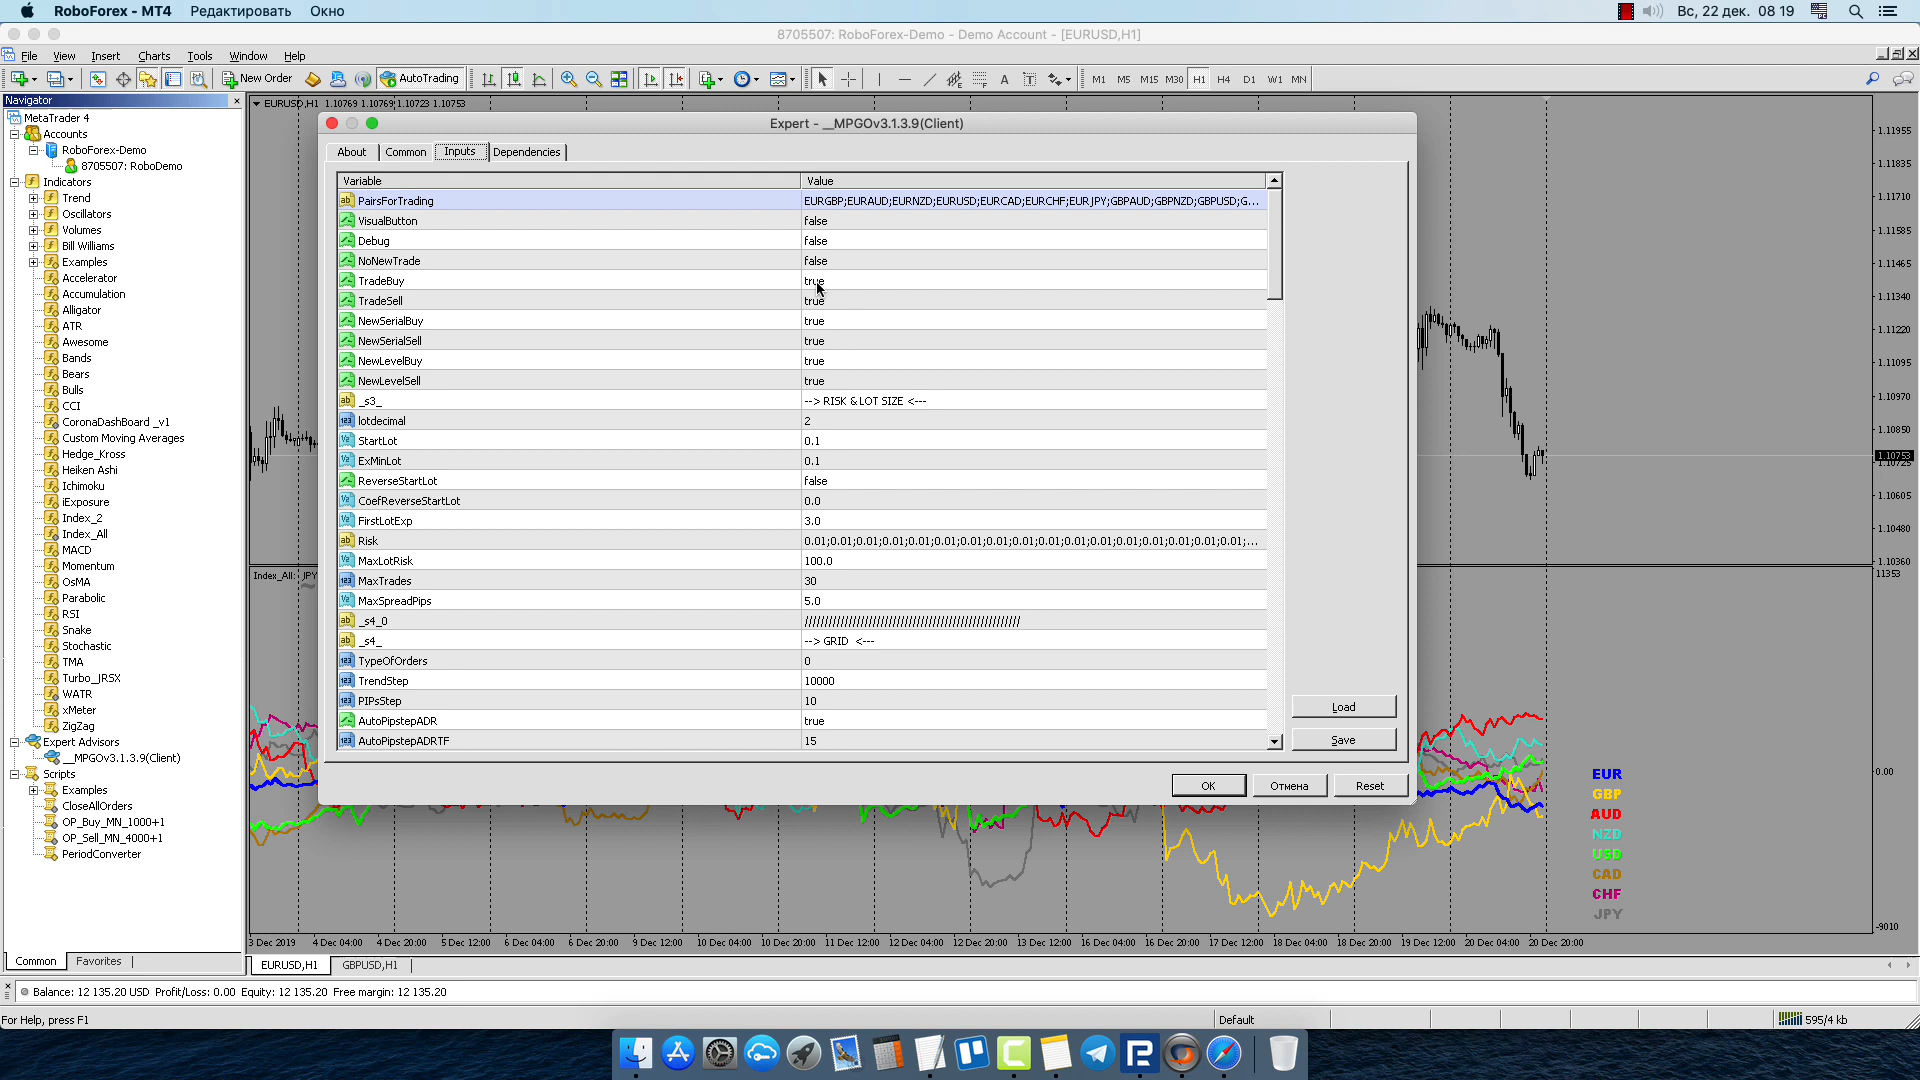 RoboForex - MT4 Редактировать Окно
Вс, 22 дек. 08 19
8705507: RoboForex-Demo - Demo Account - [EURUSD,H1]
File View Insert Charts Tools Window Help
New Order AutoTrading A T M1 M5 M15 M30 H1 H4 D1 W1 MN
Navigator
MetaTrader 4
Accounts
RoboForex-Demo
8705507: RoboDemo
Indicators
Trend
Oscillators
Volumes
Bill Williams
Examples
Accelerator
Accumulation
Alligator
ATR
Awesome
Bands
Bears
Bulls
CCI
CoronaDashBoard _v1
Custom Moving Averages
Hedge_Kross
Heiken Ashi
Ichimoku
iExposure
Index_2
Index_All
MACD
Momentum
OsMA
Parabolic
RSI
Snake
Stochastic
TMA
Turbo_JRSX
WATR
xMeter
ZigZag
Expert Advisors
__MPGOv3.1.3.9(Client)
Scripts
Examples
CloseAllOrders
OP_Buy_MN_1000+1
OP_Sell_MN_4000+1
PeriodConverter
Common Favorites
EURUSD,H1 1.10769 1.10769 1.10723 1.10753
Expert - __MPGOv3.1.3.9(Client)
About Common Inputs Dependencies
Variable Value
PairsForTrading EURGBP;EURAUD;EURNZD;EURUSD;EURCAD;EURCHF;EURJPY;GBPAUD;GBPNZD;GBPUSD;G...
VisualButton false
Debug false
NoNewTrade false
TradeBuy true
TradeSell true
NewSerialBuy true
NewSerialSell true
NewLevelBuy true
NewLevelSell true
_s3_ --> RISK & LOT SIZE <---
lotdecimal 2
StartLot 0.1
ExMinLot 0.1
ReverseStartLot false
CoefReverseStartLot 0.0
FirstLotExp 3.0
Risk 0.01;0.01;0.01;0.01;0.01;0.01;0.01;0.01;0.01;0.01;0.01;0.01;0.01;0.01;0.01;0.01;0.01;...
MaxLotRisk 100.0
MaxTrades 30
MaxSpreadPips 5.0
_s4_0 //////////////////////////////////////////////////////
_s4_ --> GRID <---
TypeOfOrders 0
TrendStep 10000
PIPsStep 10
AutoPipstepADR true
AutoPipstepADRTF 15
Load
Save
OK Отмена Reset
1.11955
1.11835
1.11710
1.11585
1.11465
1.11340
1.11220
1.11095
1.10970
1.10850
1.10753
1.10725
1.10605
1.10480
1.10360
Index_All: JPY
11353
0.00
-9010
EUR
GBP
AUD
NZD
USD
CAD
CHF
JPY
3 Dec 2019 4 Dec 04:00 4 Dec 20:00 5 Dec 12:00 6 Dec 04:00 6 Dec 20:00 9 Dec 12:00 10 Dec 04:00 10 Dec 20:00 11 Dec 12:00 12 Dec 04:00 12 Dec 20:00 13 Dec 12:00 16 Dec 04:00 16 Dec 20:00 17 Dec 12:00 18 Dec 04:00 18 Dec 20:00 19 Dec 12:00 20 Dec 04:00 20 Dec 20:00
EURUSD,H1 GBPUSD,H1
Balance: 12 135.20 USD Profit/Loss: 0.00 Equity: 12 135.20 Free margin: 12 135.20
For Help, press F1
Default
595/4 kb